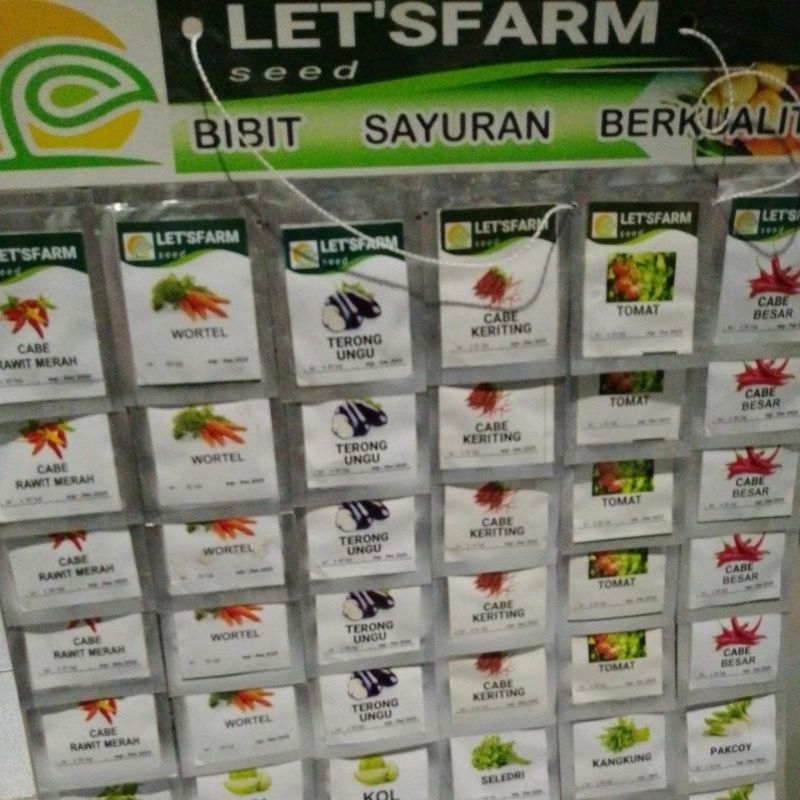 LET'SFARM
seed
BIBIT SAYURAN BERKUALIT
LET'SFARM
seed
CABE
RAWIT MERAH
LET'SFARM
seed
WORTEL
LET'SFARM
seed
TERONG
UNGU
LET'SFARM
seed
CABE
KERITING
LET'SFARM
seed
TOMAT
LET'SFARM
seed
CABE
BESAR
CABE
RAWIT MERAH
WORTEL
TERONG
UNGU
CABE
KERITING
TOMAT
CABE
BESAR
CABE
RAWIT MERAH
WORTEL
TERONG
UNGU
CABE
KERITING
TOMAT
CABE
BESAR
CABE
RAWIT MERAH
WORTEL
TERONG
UNGU
CABE
KERITING
TOMAT
CABE
BESAR
CABE
RAWIT MERAH
WORTEL
TERONG
UNGU
CABE
KERITING
TOMAT
CABE
BESAR
KOL
SELEDRI
KANGKUNG
PAKCOY